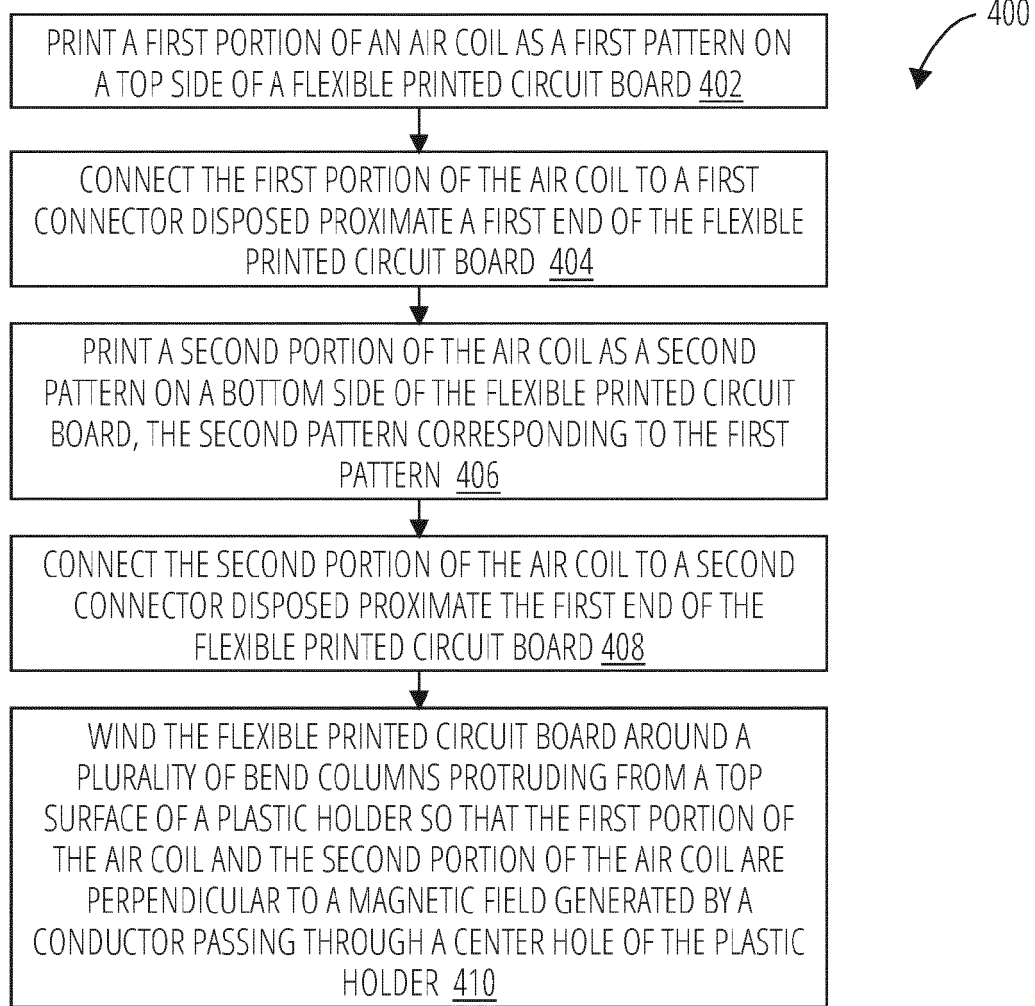 400
PRINT A FIRST PORTION OF AN AIR COIL AS A FIRST PATTERN ON
A TOP SIDE OF A FLEXIBLE PRINTED CIRCUIT BOARD 402
CONNECT THE FIRST PORTION OF THE AIR COIL TO A FIRST
CONNECTOR DISPOSED PROXIMATE A FIRST END OF THE FLEXIBLE
PRINTED CIRCUIT BOARD 404
PRINT A SECOND PORTION OF THE AIR COIL AS A SECOND
PATTERN ON A BOTTOM SIDE OF THE FLEXIBLE PRINTED CIRCUIT
BOARD, THE SECOND PATTERN CORRESPONDING TO THE FIRST
PATTERN 406
CONNECT THE SECOND PORTION OF THE AIR COIL TO A SECOND
CONNECTOR DISPOSED PROXIMATE THE FIRST END OF THE
FLEXIBLE PRINTED CIRCUIT BOARD 408
WIND THE FLEXIBLE PRINTED CIRCUIT BOARD AROUND A
PLURALITY OF BEND COLUMNS PROTRUDING FROM A TOP
SURFACE OF A PLASTIC HOLDER SO THAT THE FIRST PORTION OF
THE AIR COIL AND THE SECOND PORTION OF THE AIR COIL ARE
PERPENDICULAR TO A MAGNETIC FIELD GENERATED BY A
CONDUCTOR PASSING THROUGH A CENTER HOLE OF THE PLASTIC
HOLDER 410